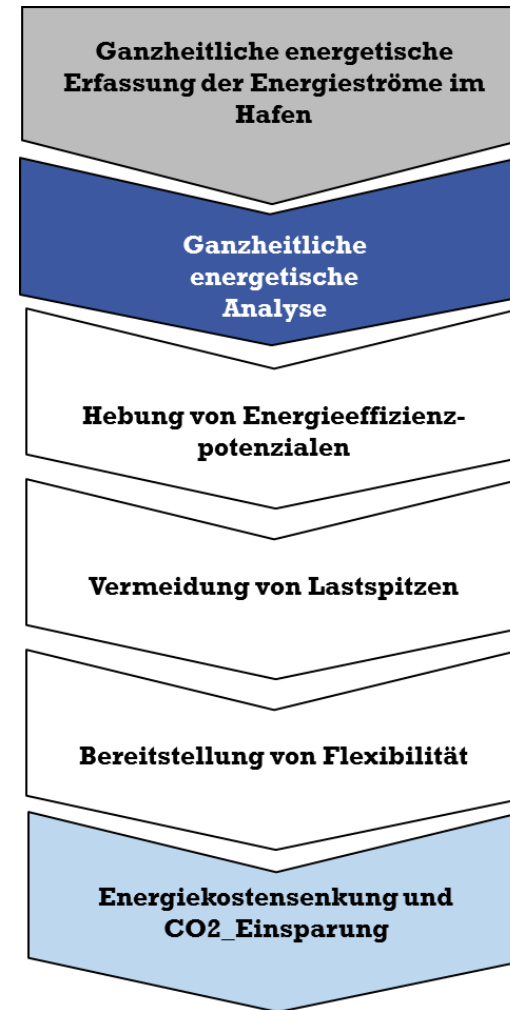 Ganzheitliche energetische
Erfassung der Energieströme im
Hafen
Ganzheitliche
energetische
Analyse
Hebung von Energieeffizienz-
potenzialen
Vermeidung von Lastspitzen
Bereitstellung von Flexibilität
Energiekostensenkung und
CO2_Einsparung